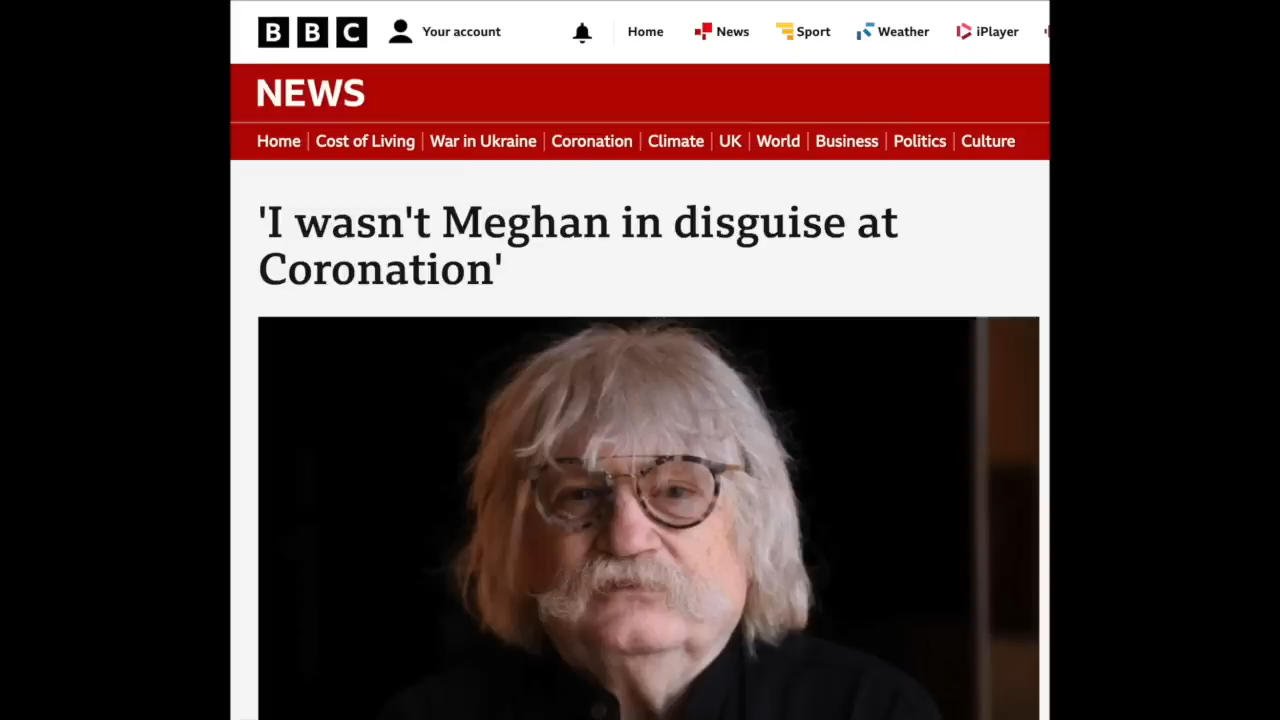 BBC Your account Home News Sport Weather iPlayer
NEWS
Home Cost of Living War in Ukraine Coronation Climate UK World Business Politics Culture
'I wasn't Meghan in disguise at
Coronation'